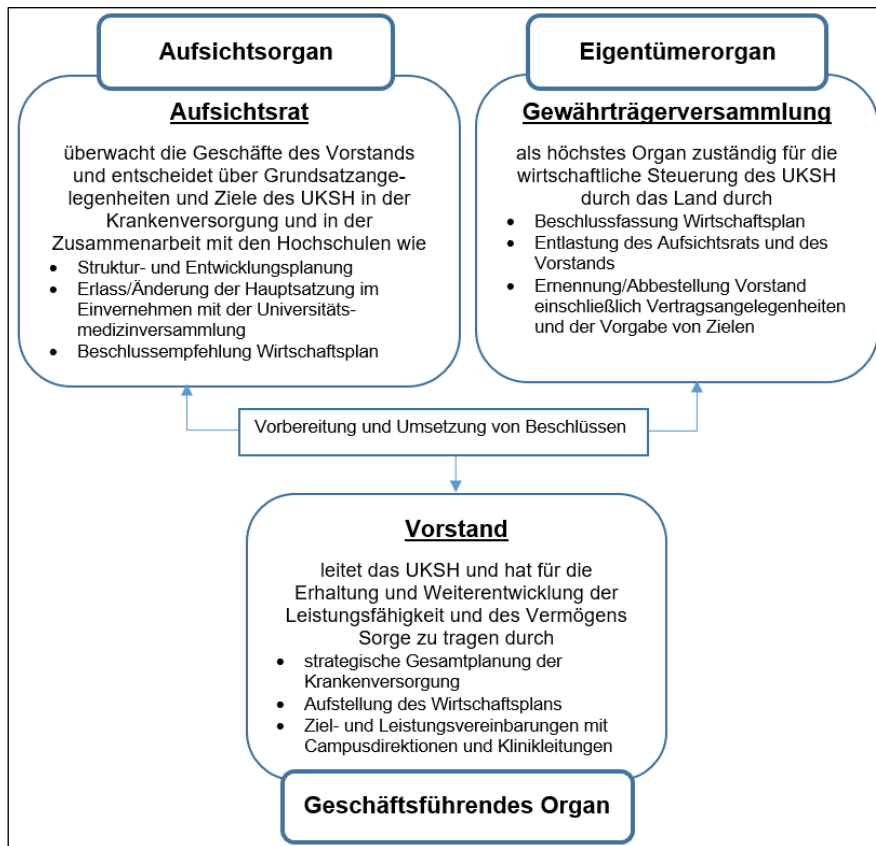 Aufsichtsorgan
Aufsichtsrat
überwacht die Geschäfte des Vorstands
und entscheidet über Grundsatzange-
legenheiten und Ziele des UKSH in der
Krankenversorgung und in der
Zusammenarbeit mit den Hochschulen wie
• Struktur- und Entwicklungsplanung
• Erlass/Änderung der Hauptsatzung im
Einvernehmen mit der Universitäts-
medizinversammlung
• Beschlussempfehlung Wirtschaftsplan
Eigentümerorgan
Gewährträgerversammlung
als höchstes Organ zuständig für die
wirtschaftliche Steuerung des UKSH
durch das Land durch
• Beschlussfassung Wirtschaftsplan
• Entlastung des Aufsichtsrats und des
Vorstands
• Ernennung/Abbestellung Vorstand
einschließlich Vertragsangelegenheiten
und der Vorgabe von Zielen
Vorbereitung und Umsetzung von Beschlüssen
Vorstand
leitet das UKSH und hat für die
Erhaltung und Weiterentwicklung der
Leistungsfähigkeit und des Vermögens
Sorge zu tragen durch
• strategische Gesamtplanung der
Krankenversorgung
• Aufstellung des Wirtschaftsplans
• Ziel- und Leistungsvereinbarungen mit
Campusdirektionen und Klinikleitungen
Geschäftsführendes Organ